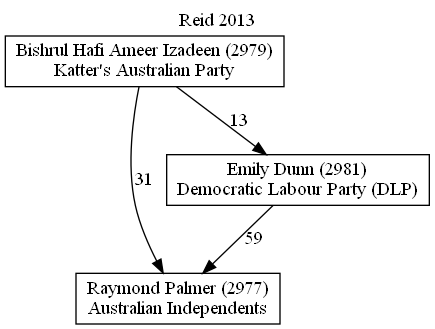 Reid 2013
Bishrul Hafi Ameer Izadeen (2979)
Katter's Australian Party
13
31
Emily Dunn (2981)
Democratic Labour Party (DLP)
59
Raymond Palmer (2977)
Australian Independents